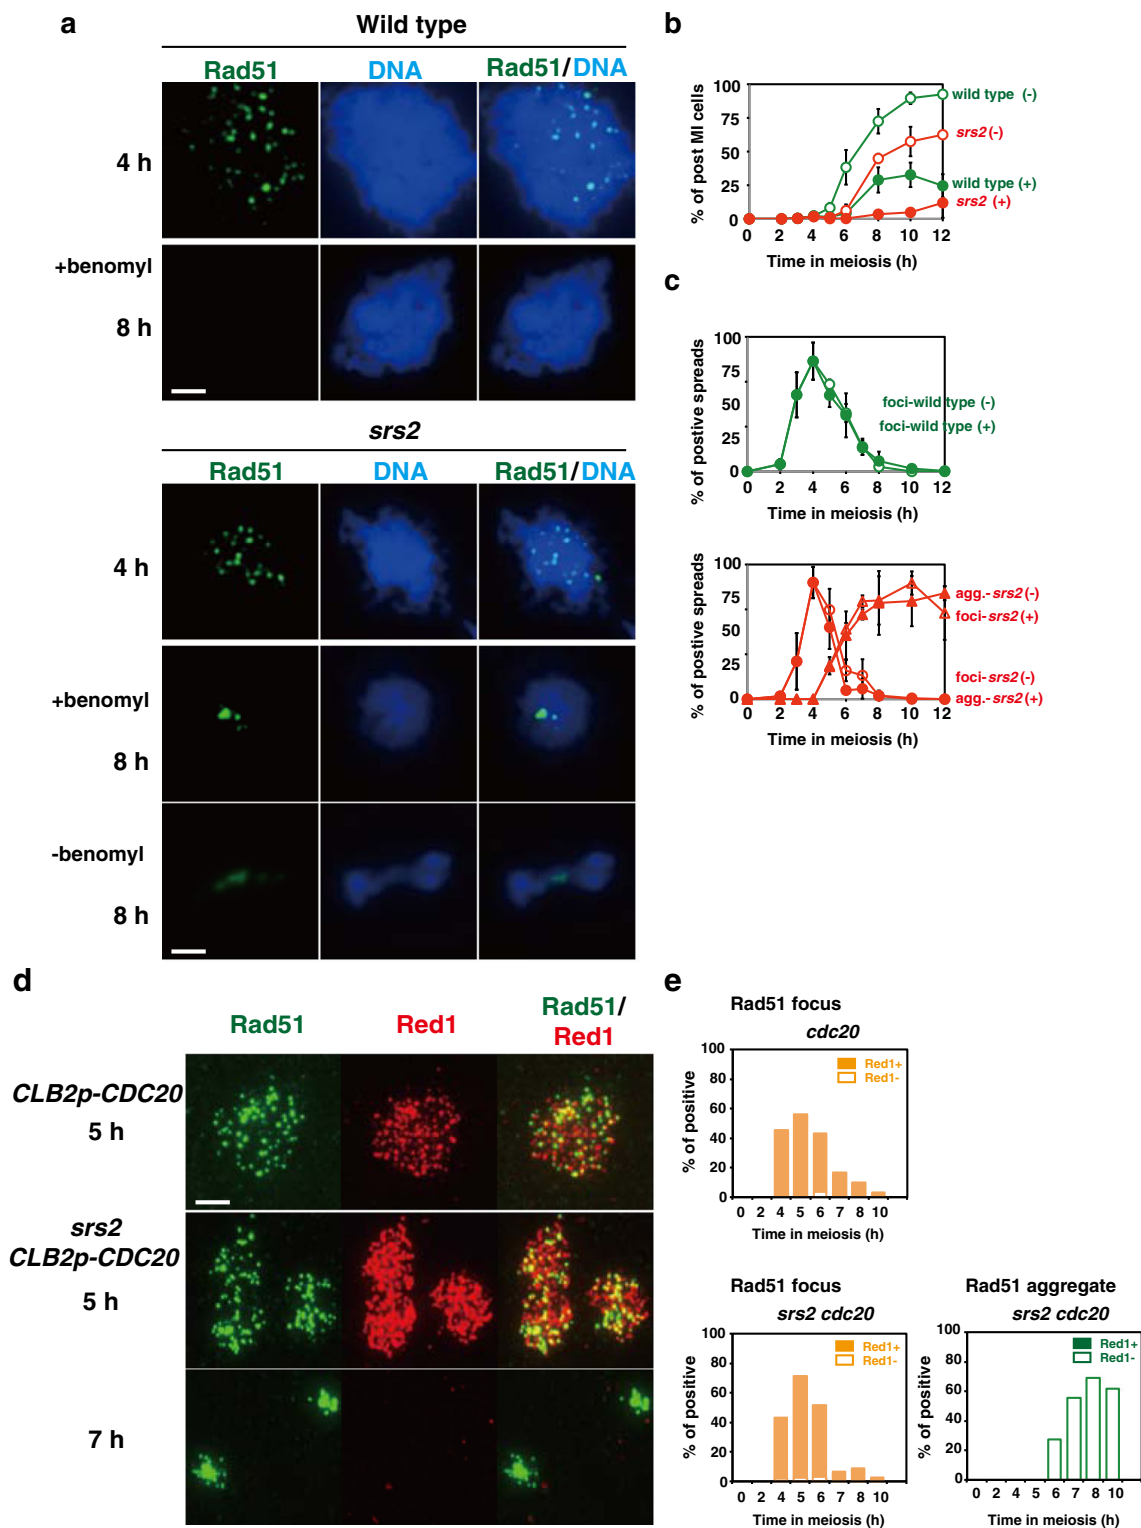 a
Wild type
Rad51
DNA
Rad51/DNA
4 h
+benomyl
8 h
srs2
Rad51
DNA
Rad51/DNA
4 h
+benomyl
8 h
-benomyl
8 h
b
% of post MI cells
100
75
50
25
0
0 2 4 6 8 10 12
Time in meiosis (h)
wild type (-)
srs2 (-)
wild type (+)
srs2 (+)
c
% of postive spreads
100
75
50
25
0
0 2 4 6 8 10 12
Time in meiosis (h)
foci-wild type (-)
foci-wild type (+)
% of postive spreads
100
75
50
25
0
0 2 4 6 8 10 12
Time in meiosis (h)
agg.-srs2 (-)
foci-srs2 (+)
foci-srs2 (-)
agg.-srs2 (+)
d
Rad51
Red1
Rad51/
Red1
CLB2p-CDC20
5 h
srs2
CLB2p-CDC20
5 h
7 h
e
Rad51 focus
cdc20
% of positive
100
80
60
40
20
0
Red1+
Red1-
0 2 4 5 6 7 8 10
Time in meiosis (h)
Rad51 focus
srs2 cdc20
% of positive
100
80
60
40
20
0
Red1+
Red1-
0 2 4 5 6 7 8 10
Time in meiosis (h)
Rad51 aggregate
srs2 cdc20
% of positive
100
80
60
40
20
0
Red1+
Red1-
0 2 4 5 6 7 8 10
Time in meiosis (h)